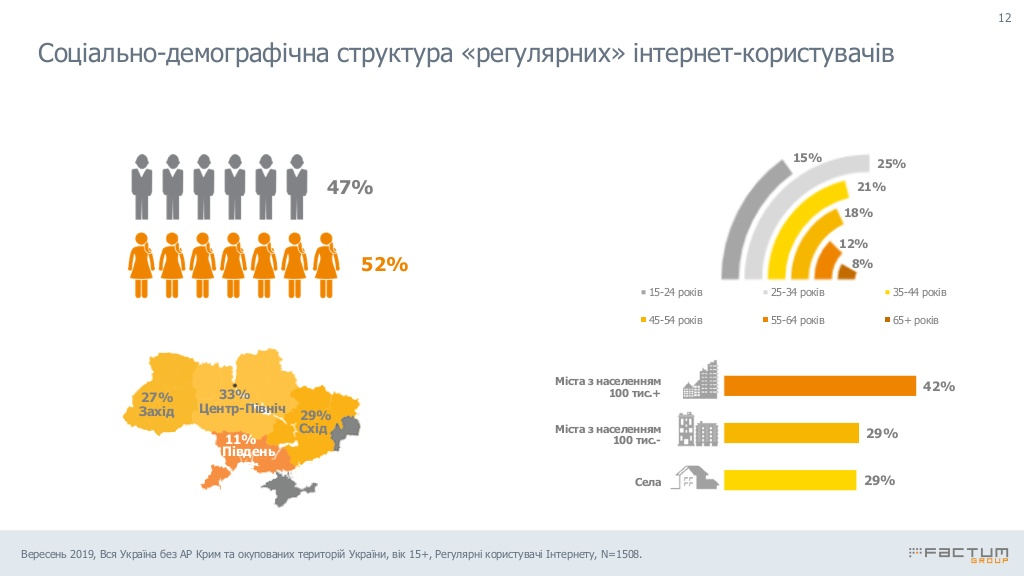 12
Соціально-демографічна структура «регулярних» інтернет-користувачів
47%
52%
15%
25%
21%
18%
12%
8%
15-24 років
25-34 років
35-44 років
45-54 років
55-64 років
65+ років
27%
Захід
33%
Центр-Північ
29%
Схід
11%
Південь
Міста з населенням
100 тис.+
42%
Міста з населенням
100 тис.-
29%
Села
29%
Вересень 2019, Вся Україна без АР Крим та окупованих територій України, вік 15+, Регулярні користувачі Інтернету, N=1508.
FACTUM
GROUP